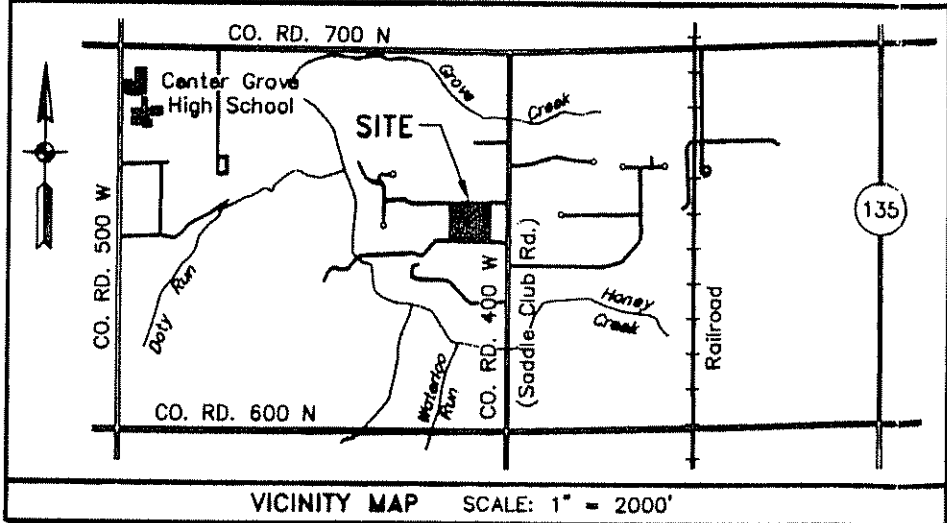 CO. RD. 700 N
Center Grove
High School
Grove
Creek
SITE
135
CO. RD. 500 W
Doty
Run
CO. RD. 400 W
(Saddle Club Rd.)
Honey
Creek
Railroad
Waterloo
Run
CO. RD. 600 N
VICINITY MAP SCALE: 1" = 2000'